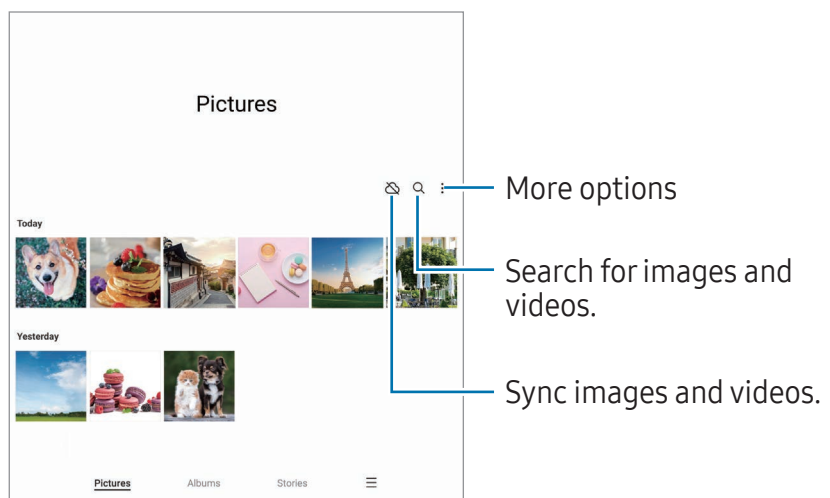 Pictures
More options
Today
Search for images and
videos.
Yesterday
Sync images and videos.
Pictures Albums Stories